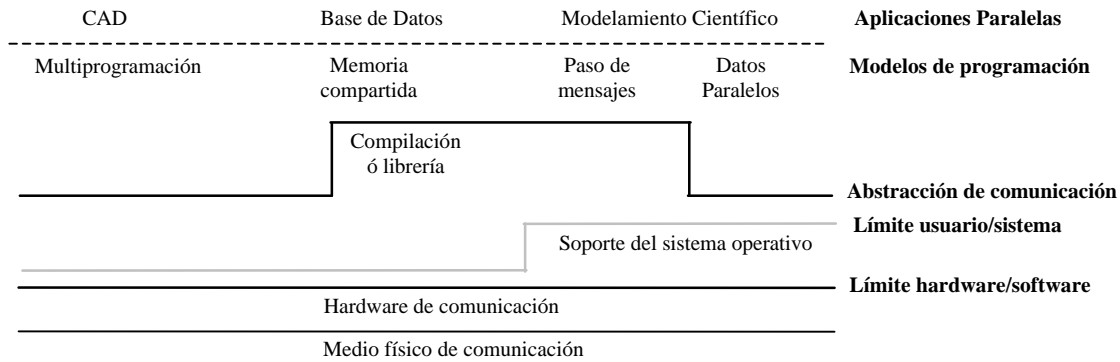 CAD Base de Datos Modelamiento Científico Aplicaciones Paralelas
Multiprogramación Memoria compartida Paso de mensajes Datos Paralelos Modelos de programación
Compilación
ó librería
Abstracción de comunicación
Límite usuario/sistema
Soporte del sistema operativo
Límite hardware/software
Hardware de comunicación
Medio físico de comunicación